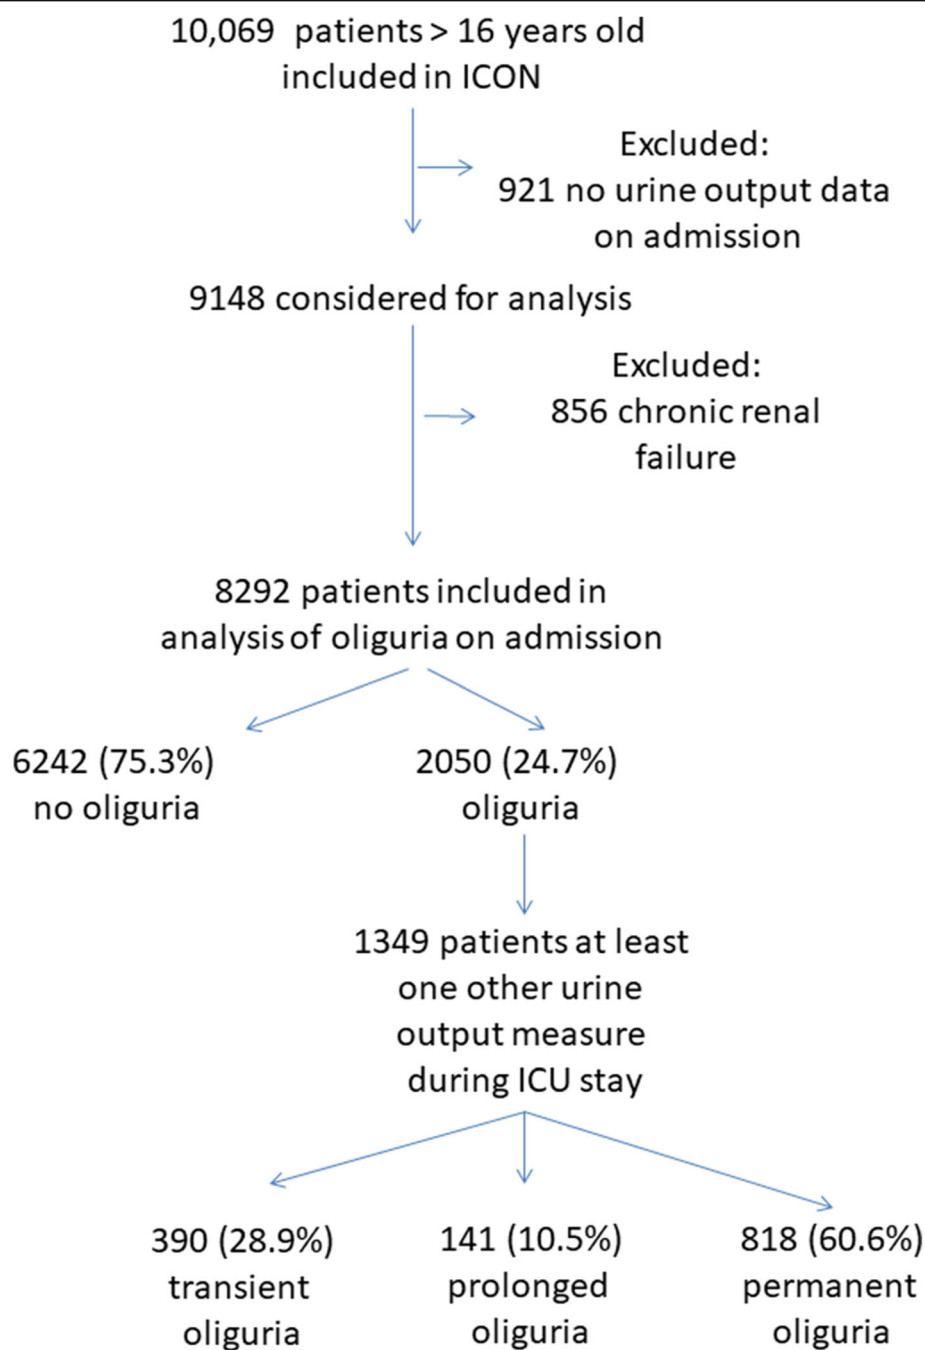 10,069 patients > 16 years old
included in ICON
Excluded:
921 no urine output data
on admission
9148 considered for analysis
Excluded:
856 chronic renal
failure
8292 patients included in
analysis of oliguria on admission
6242 (75.3%)
no oliguria
2050 (24.7%)
oliguria
1349 patients at least
one other urine
output measure
during ICU stay
390 (28.9%)
transient
oliguria
141 (10.5%)
prolonged
oliguria
818 (60.6%)
permanent
oliguria